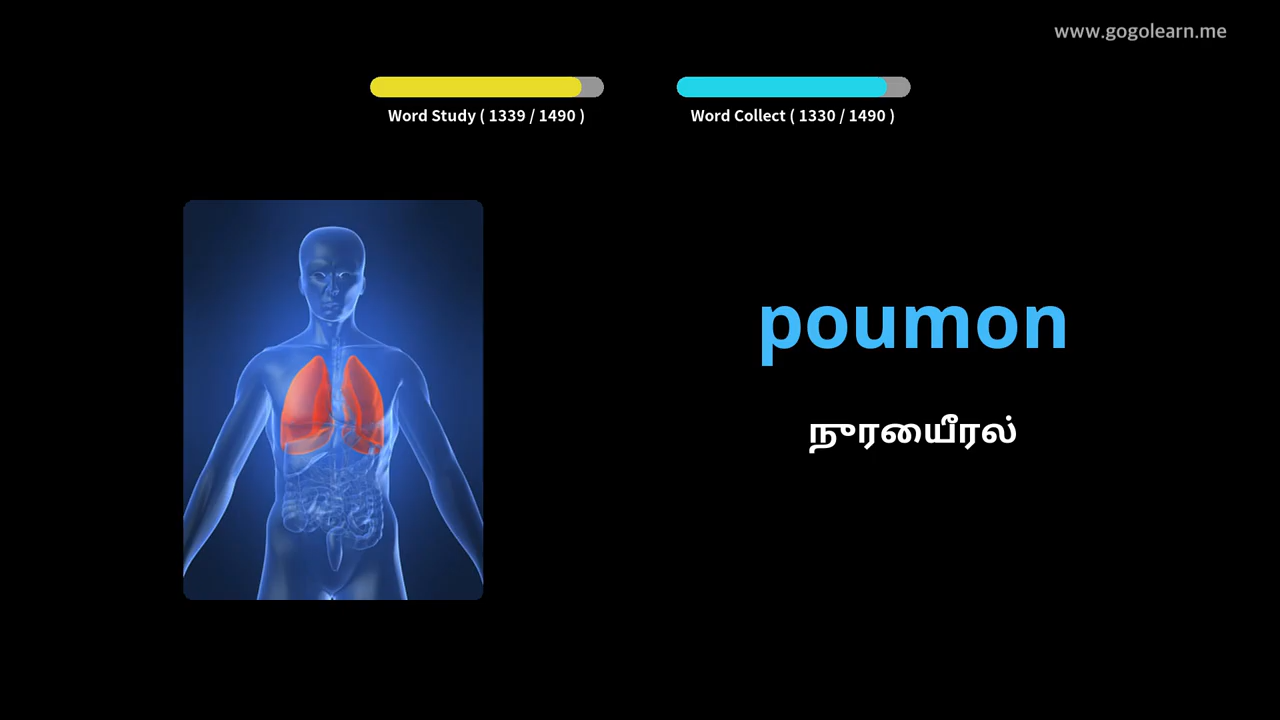 www.gogolearn.me
Word Study ( 1339 / 1490 )
Word Collect ( 1330 / 1490 )
poumon
நுரையீரல்